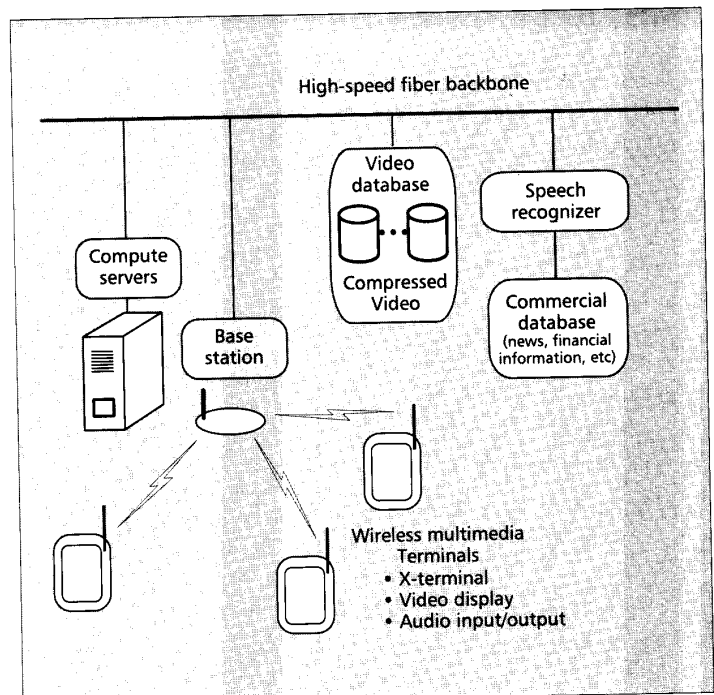 High-speed fiber backbone
Video
database
Compressed
Video
Speech
recognizer
Compute
servers
Commercial
database
(news, financial
information, etc)
Base
station
Wireless multimedia
Terminals
• X-terminal
• Video display
• Audio input/output